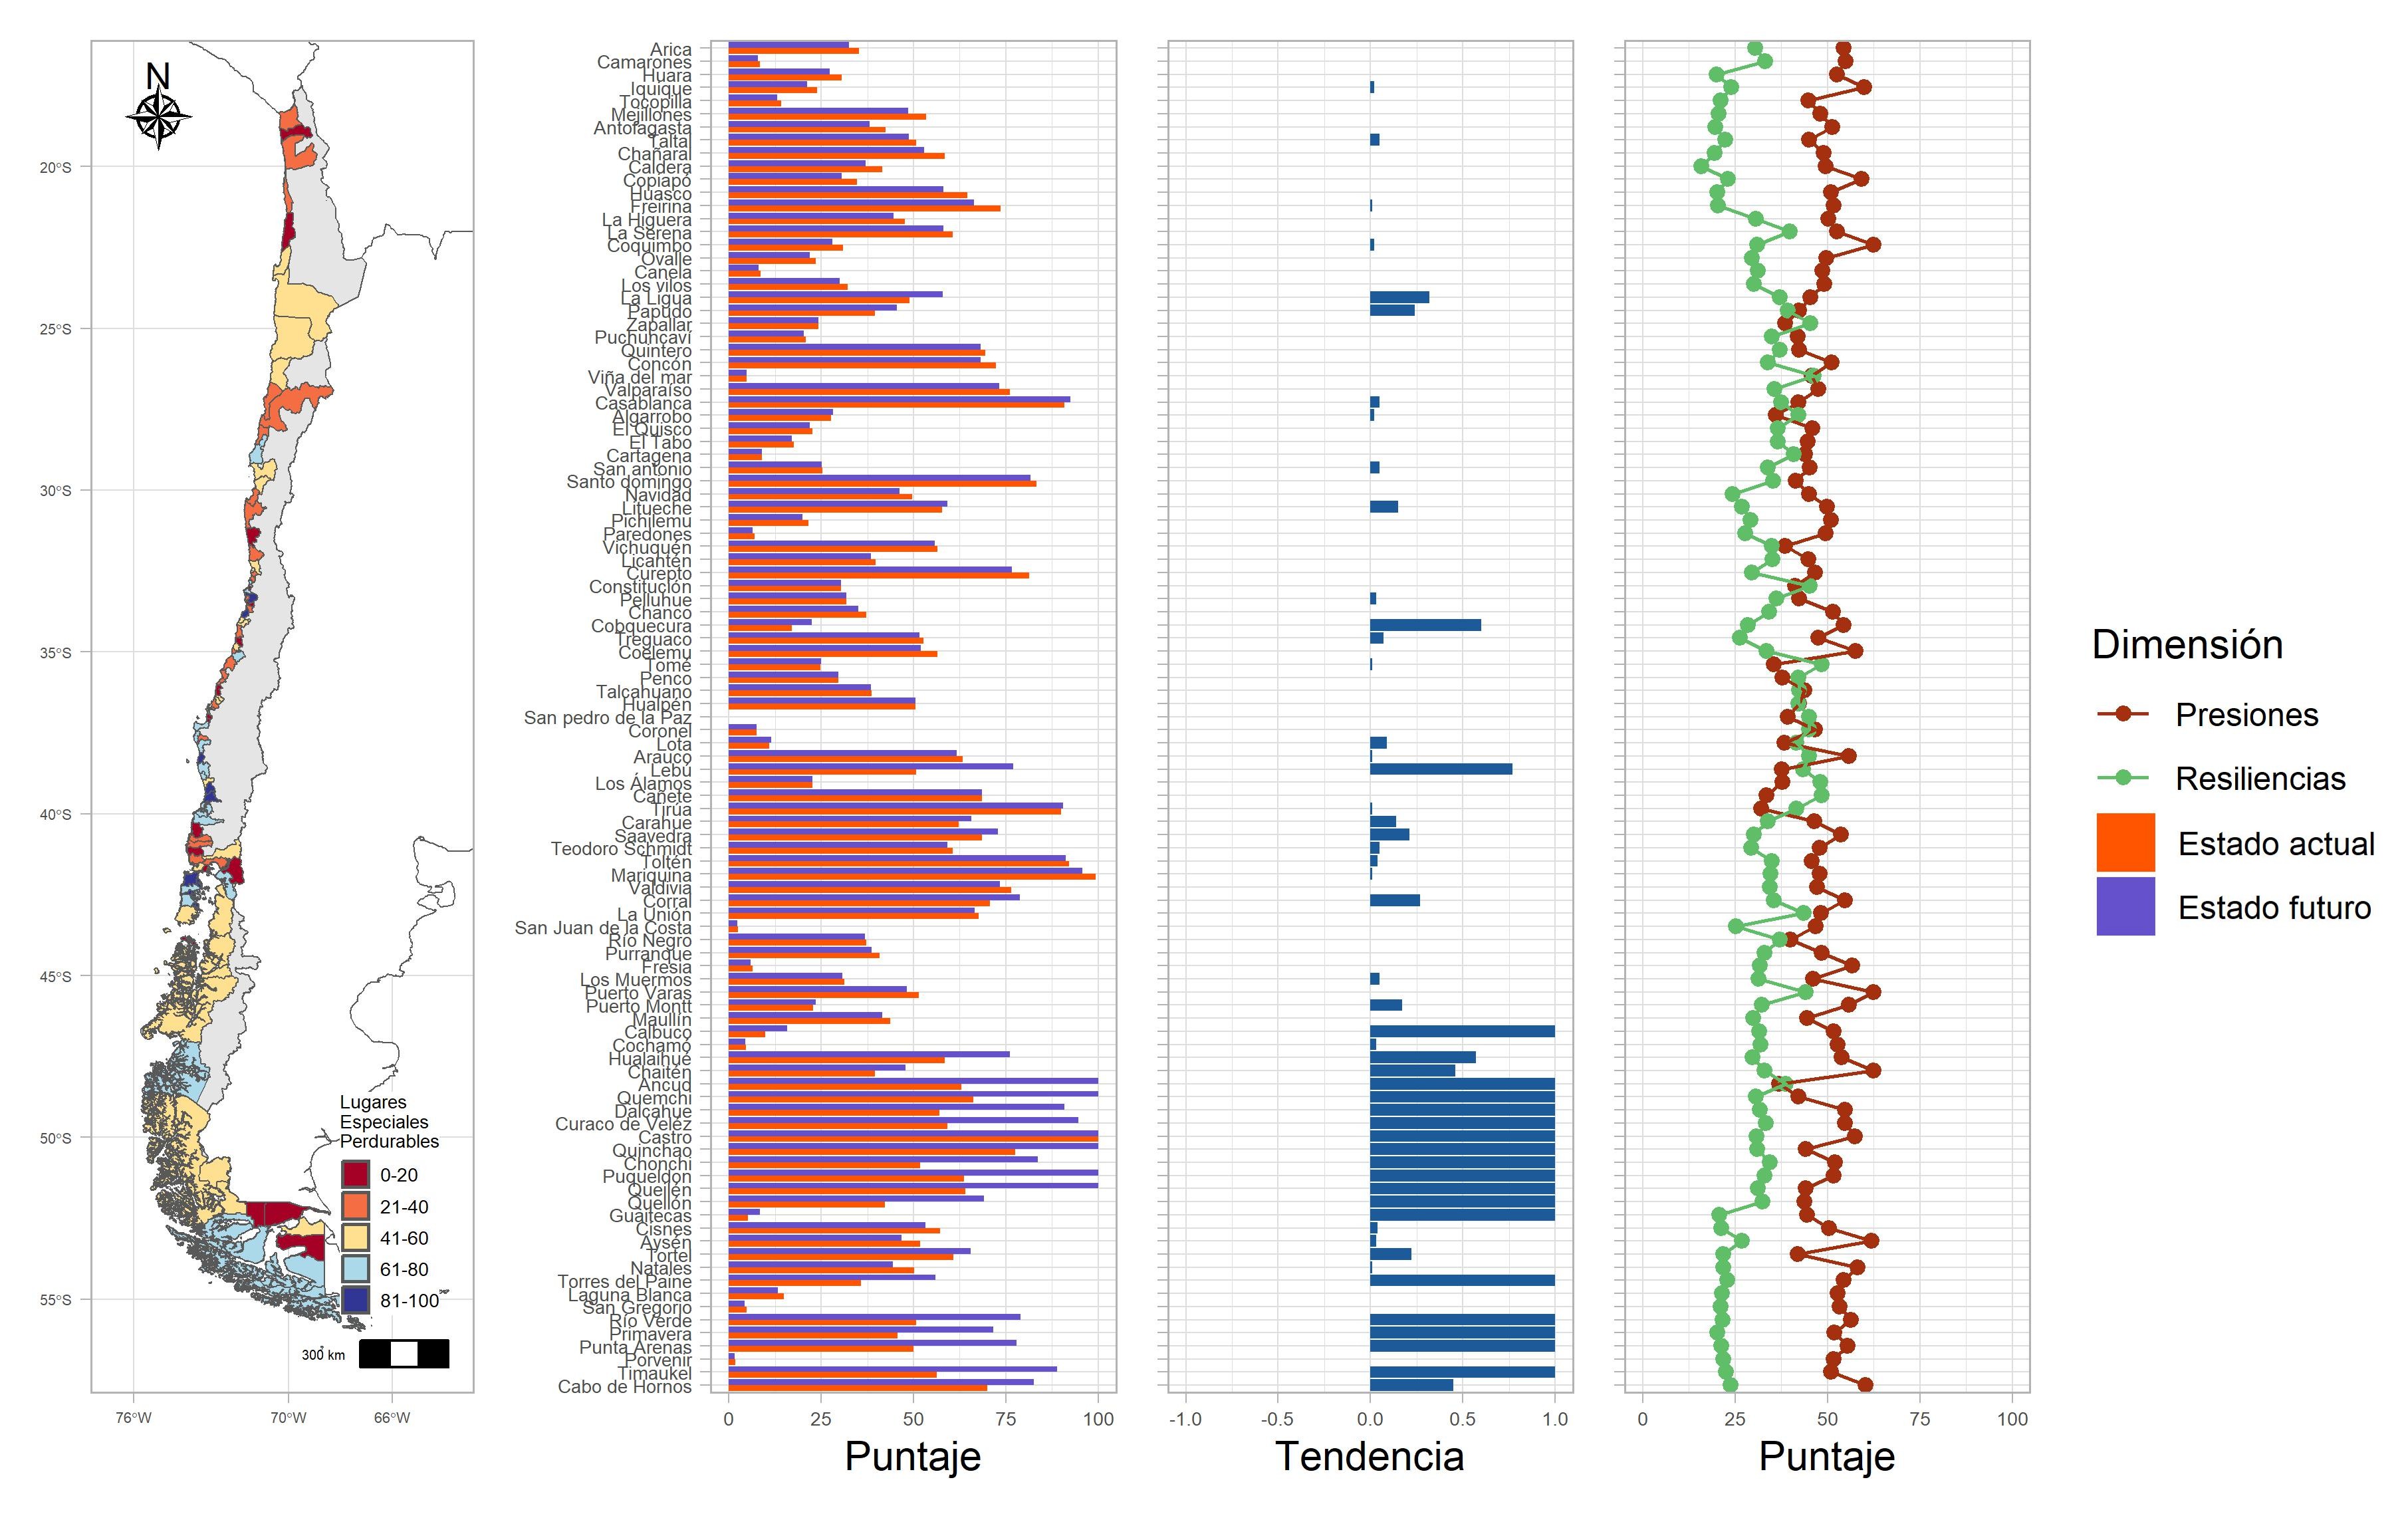 N
20°S
25°S
30°S
35°S
40°S
45°S
50°S
55°S
76°W
70°W
66°W
Lugares
Especiales
Perdurables
0-20
21-40
41-60
61-80
81-100
300 km
Arica
Camarones
Huara
Iquique
Tocopilla
Mejillones
Antofagasta
Taltal
Chañaral
Caldera
Copiapó
Huasco
Freirina
La Higuera
La Serena
Coquimbo
Ovalle
Canela
Los vilos
La Ligua
Papudo
Zapallar
Puchuncaví
Quintero
Concón
Viña del mar
Valparaíso
Casablanca
Algarrobo
El Quisco
El Tabo
Cartagena
San antonio
Santo domingo
Navidad
Litueche
Pichilemu
Paredones
Vichuquén
Licantén
Curepto
Constitución
Pelluhue
Chanco
Cobquecura
Treguaco
Coelemu
Tomé
Penco
Talcahuano
Hualpén
San pedro de la Paz
Coronel
Lota
Arauco
Lebu
Los Álamos
Cañete
Tirúa
Carahue
Saavedra
Teodoro Schmidt
Toltén
Mariquina
Valdivia
Corral
La Unión
San Juan de la Costa
Río Negro
Purranque
Fresia
Los Muermos
Puerto Varas
Puerto Montt
Maullín
Calbuco
Cochamó
Hualaihué
Chaitén
Ancud
Quemchi
Dalcahue
Curaco de Velez
Castro
Quinchao
Chonchi
Puqueldon
Queilén
Quellón
Guaitecas
Cisnes
Aysén
Tortel
Natales
Torres del Paine
Laguna Blanca
San Gregorio
Río Verde
Primavera
Punta Arenas
Porvenir
Timaukel
Cabo de Hornos
0 25 50 75 100
Puntaje
-1.0 -0.5 0.0 0.5 1.0
Tendencia
0 25 50 75 100
Puntaje
Dimensión
Presiones
Resiliencias
Estado actual
Estado futuro